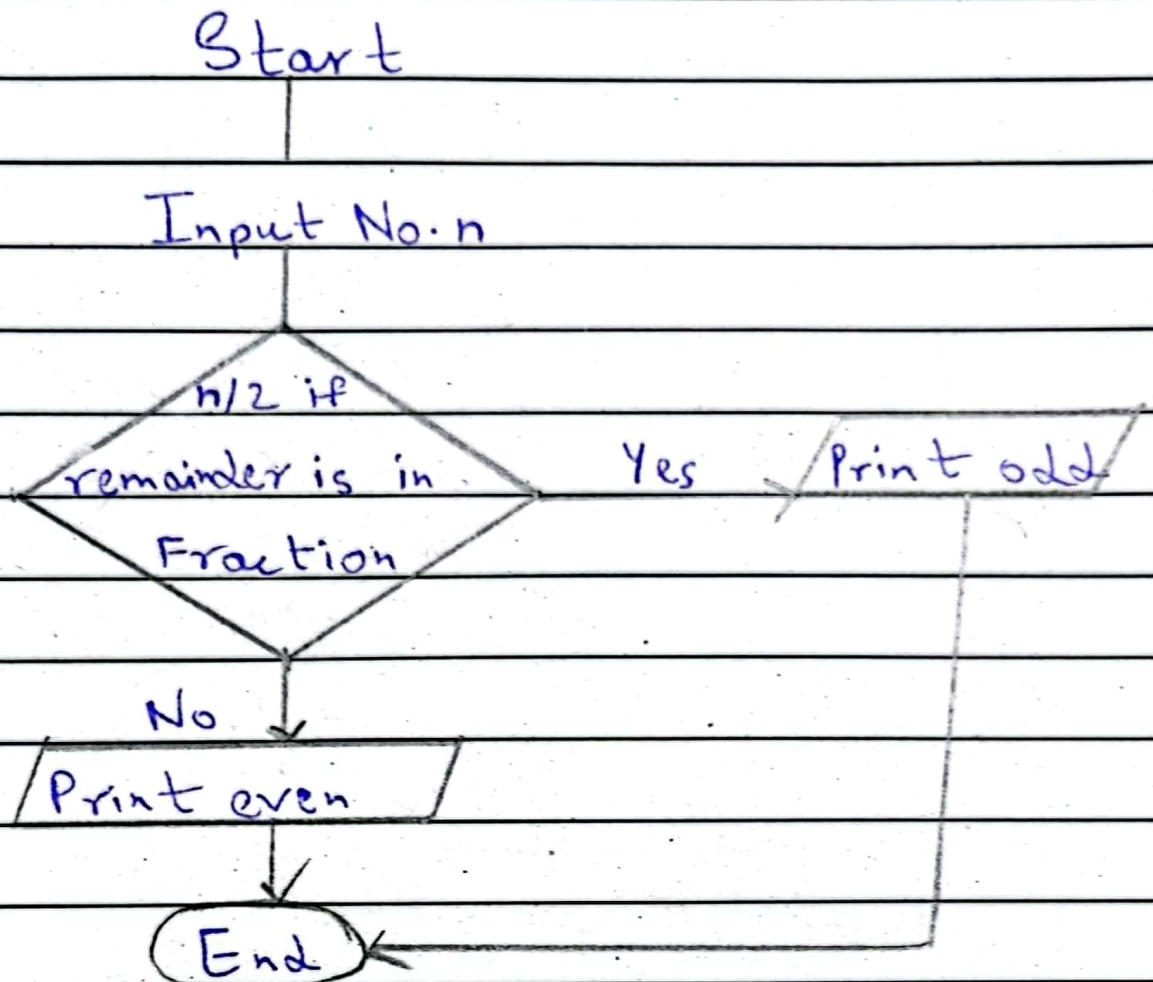 Start
Input No. n
n/2 if
remainder is in
Fraction
Yes
Print odd
No
Print even
End